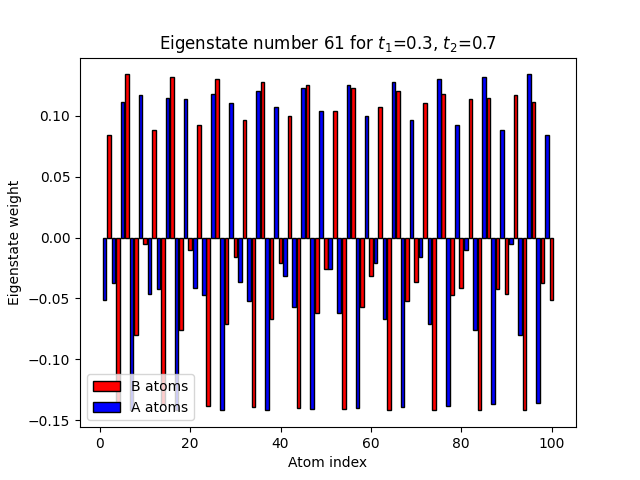 Eigenstate number 61 for $t_1$=0.3, $t_2$=0.7
Eigenstate weight
0.10
0.05
0.00
−0.05
−0.10
−0.15
B atoms
A atoms
0
20
40
60
80
100
Atom index